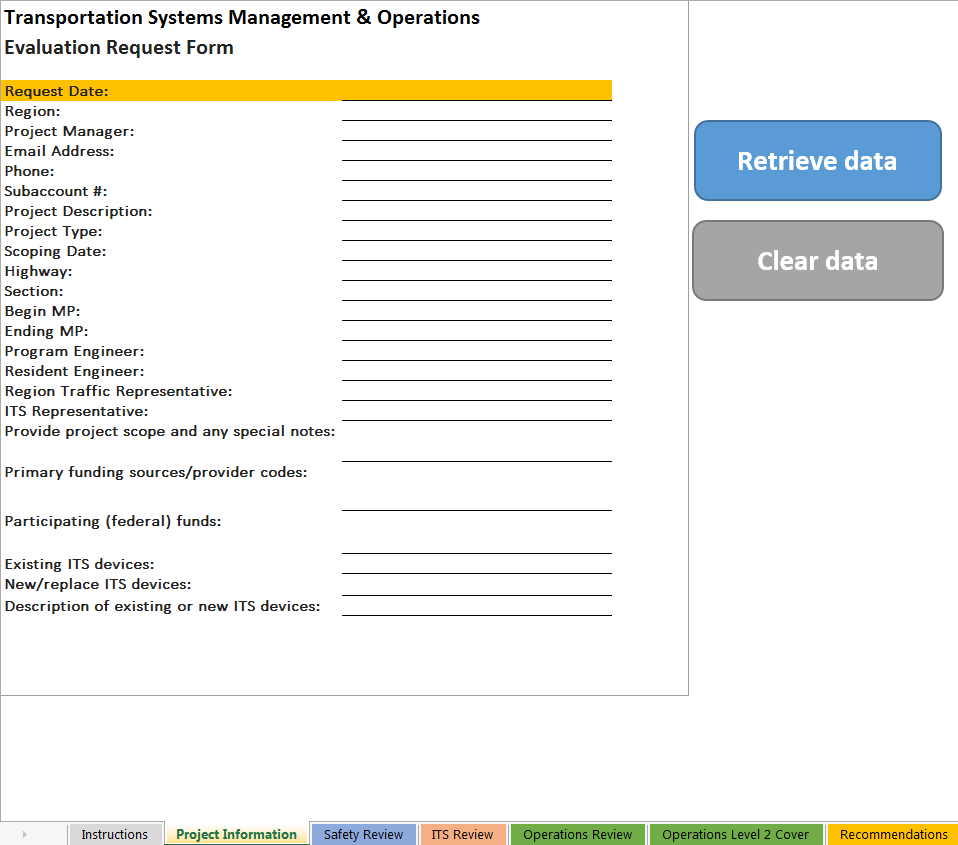 Transportation Systems Management & Operations
Evaluation Request Form
Request Date:
Region:
Project Manager:
Email Address:
Phone:
Subaccount #:
Project Description:
Project Type:
Scoping Date:
Highway:
Section:
Begin MP:
Ending MP:
Program Engineer:
Resident Engineer:
Region Traffic Representative:
ITS Representative:
Provide project scope and any special notes:
Primary funding sources/provider codes:
Participating (federal) funds:
Existing ITS devices:
New/replace ITS devices:
Description of existing or new ITS devices:
Retrieve data
Clear data
Instructions Project Information Safety Review ITS Review Operations Review Operations Level 2 Cover Recommendations